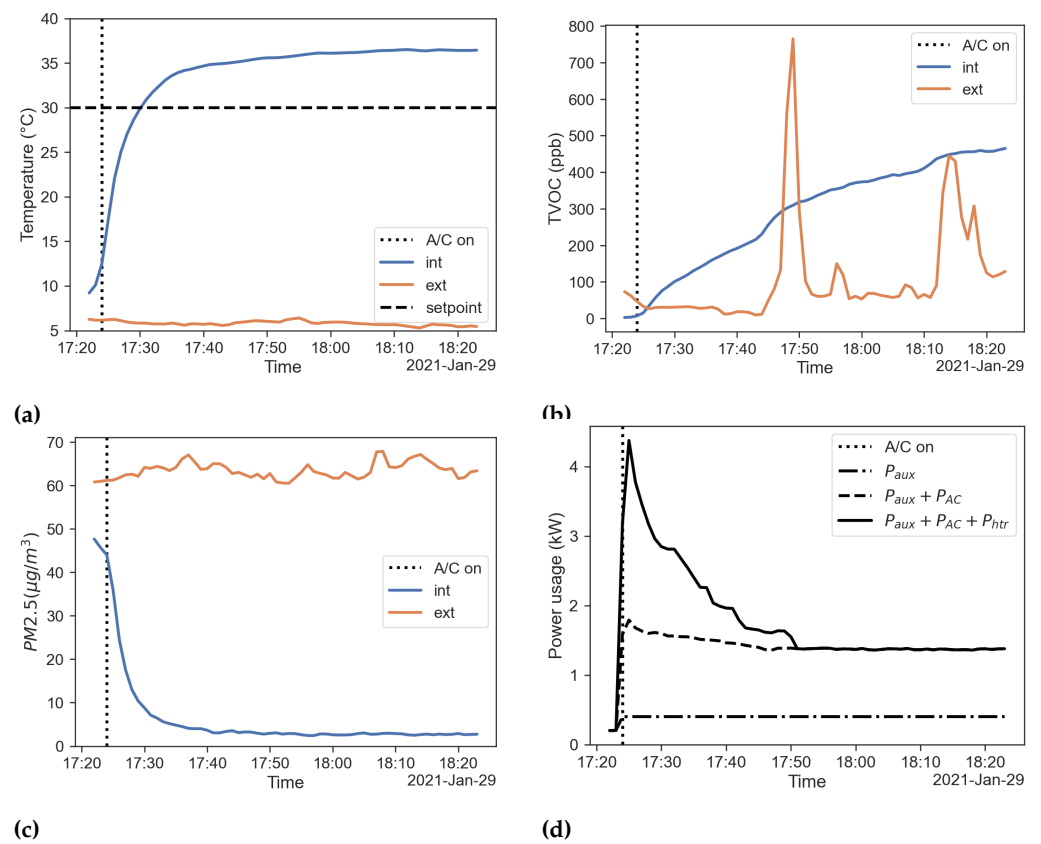 40
35
30
25
20
15
10
5
Temperature (°C)
A/C on
int
ext
setpoint
17:20 17:30 17:40 17:50 18:00 18:10 18:20
Time
2021-Jan-29
(a)
800
700
600
500
400
300
200
100
0
TVOC (ppb)
A/C on
int
ext
17:20 17:30 17:40 17:50 18:00 18:10 18:20
Time
2021-Jan-29
(b)
70
60
50
40
30
20
10
0
PM2.5(μg/m³)
A/C on
int
ext
17:20 17:30 17:40 17:50 18:00 18:10 18:20
Time
2021-Jan-29
(c)
4
3
2
1
0
Power usage (kW)
A/C on
P_aux
P_aux + P_AC
P_aux + P_AC + P_htr
17:20 17:30 17:40 17:50 18:00 18:10 18:20
Time
2021-Jan-29
(d)